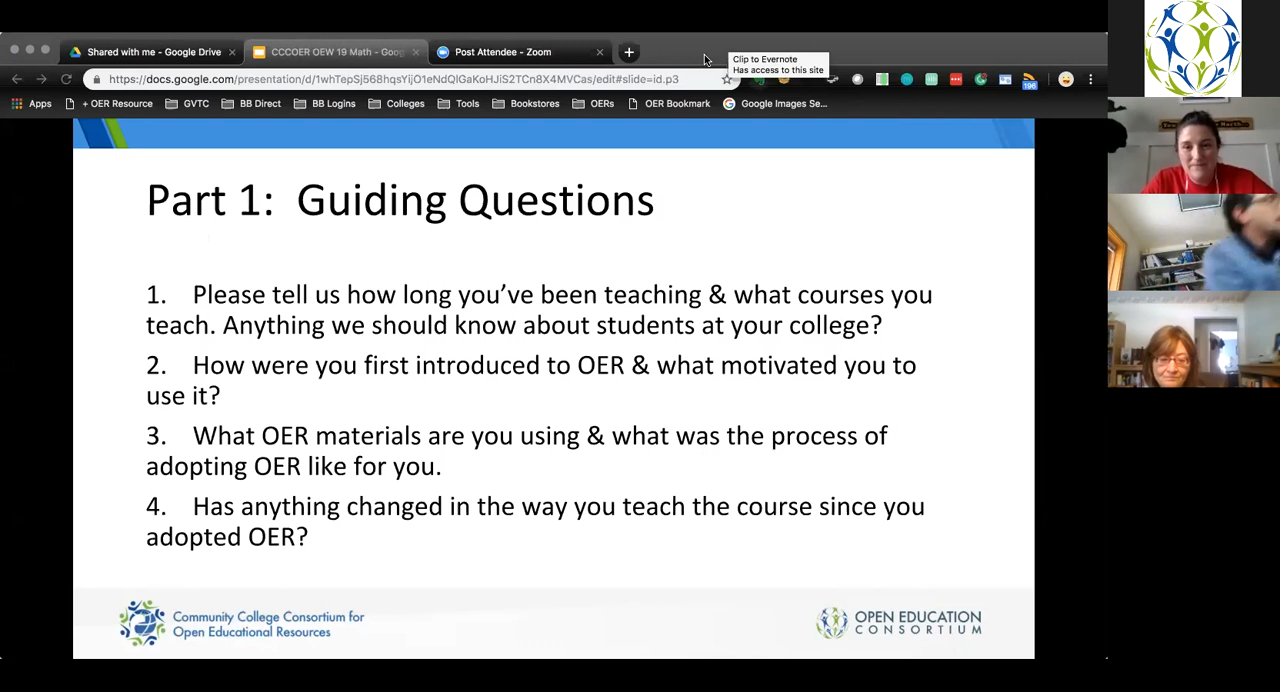 Shared with me - Google Drive
CCCOER OEW 19 Math - Goog
Post Attendee - Zoom
Clip to Evernote
Has access to this site
https://docs.google.com/presentation/d/1whTepSj568hqsYijO1eNdQlGaKoHJiS2TCn8X4MVCas/edit#slide=id.p3
196
Apps
+ OER Resource
GVTC
BB Direct
BB Logins
Colleges
Tools
Bookstores
OERs
OER Bookmark
Google Images Se...
Part 1: Guiding Questions
1. Please tell us how long you've been teaching & what courses you
teach. Anything we should know about students at your college?
2. How were you first introduced to OER & what motivated you to
use it?
3. What OER materials are you using & what was the process of
adopting OER like for you.
4. Has anything changed in the way you teach the course since you
adopted OER?
Community College Consortium for
Open Educational Resources
OPEN EDUCATION
CONSORTIUM